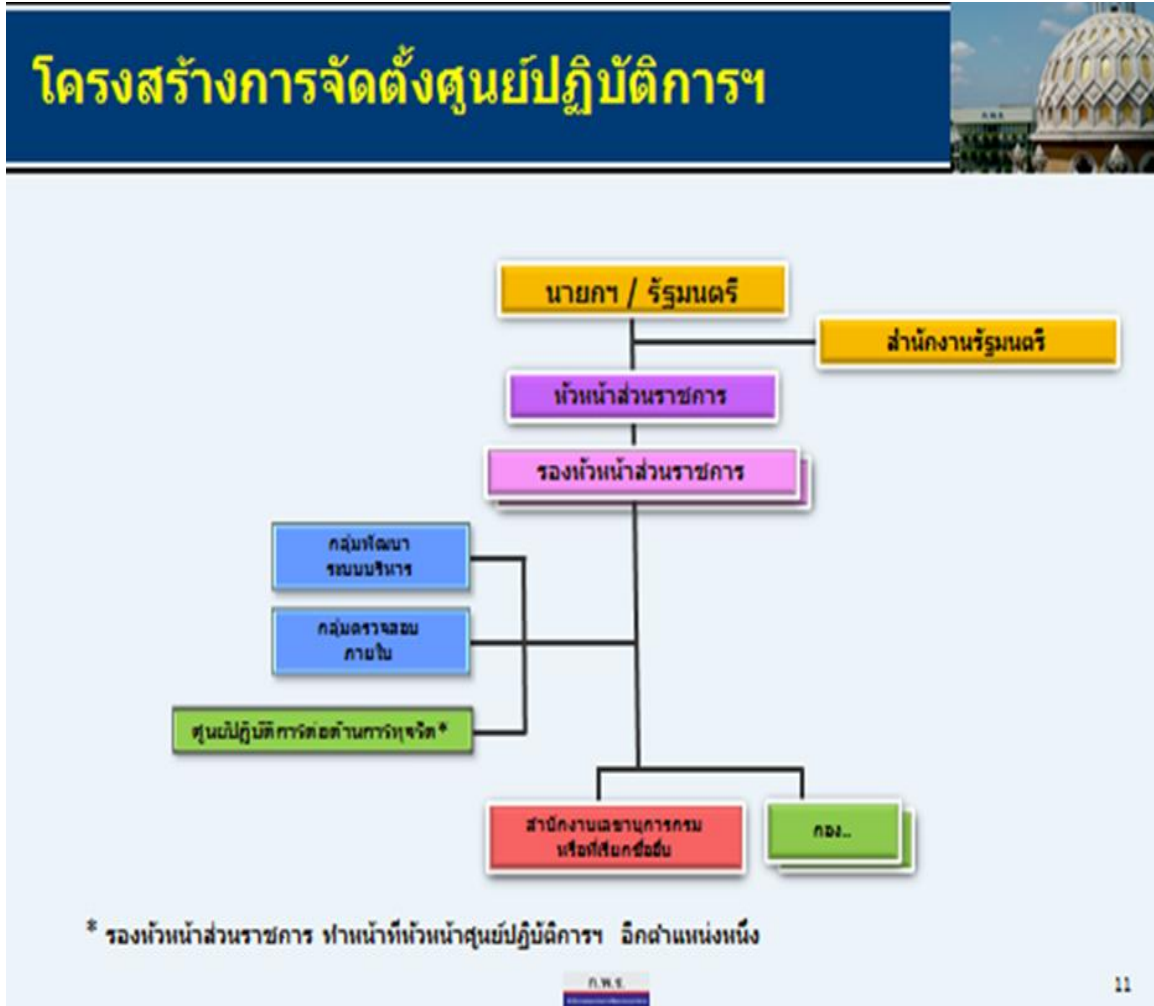 โครงสร้างการจัดตั้งศูนย์ปฏิบัติการฯ
นายกฯ / รัฐมนตรี
สำนักงานรัฐมนตรี
หัวหน้าส่วนราชการ
รองหัวหน้าส่วนราชการ
กลุ่มพัฒนา
ระบบบริหาร
กลุ่มตรวจสอบ
ภายใน
ศูนย์ปฏิบัติการต่อต้านการทุจริต*
สำนักงานเลขานุการกรม
หรือที่เรียกชื่ออื่น
กอง..
* รองหัวหน้าส่วนราชการ ทำหน้าที่หัวหน้าศูนย์ปฏิบัติการฯ อีกตำแหน่งหนึ่ง
ก.พ.ร.
11